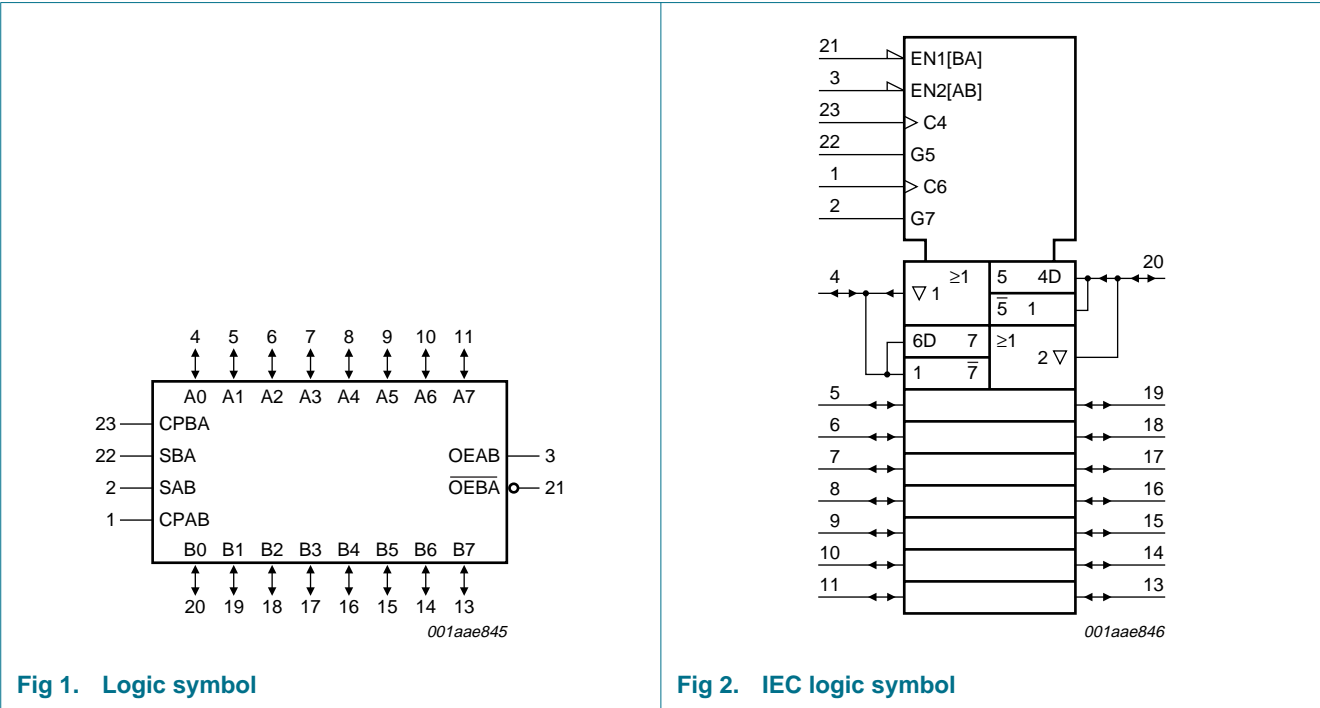 4 5 6 7 8 9 10 11
A0 A1 A2 A3 A4 A5 A6 A7
23 CPBA
22 SBA OEAB 3
2 SAB O̅E̅B̅A̅ 21
1 CPAB
B0 B1 B2 B3 B4 B5 B6 B7
20 19 18 17 16 15 14 13
001aae845
Fig 1. Logic symbol
21 EN1[BA]
3 EN2[AB]
23 C4
22 G5
1 C6
2 G7
4 ▽ 1 ≥1 5 4D 20
5̅ 1
6D 7 ≥1 2 ▽
1 7̅
5 19
6 18
7 17
8 16
9 15
10 14
11 13
001aae846
Fig 2. IEC logic symbol